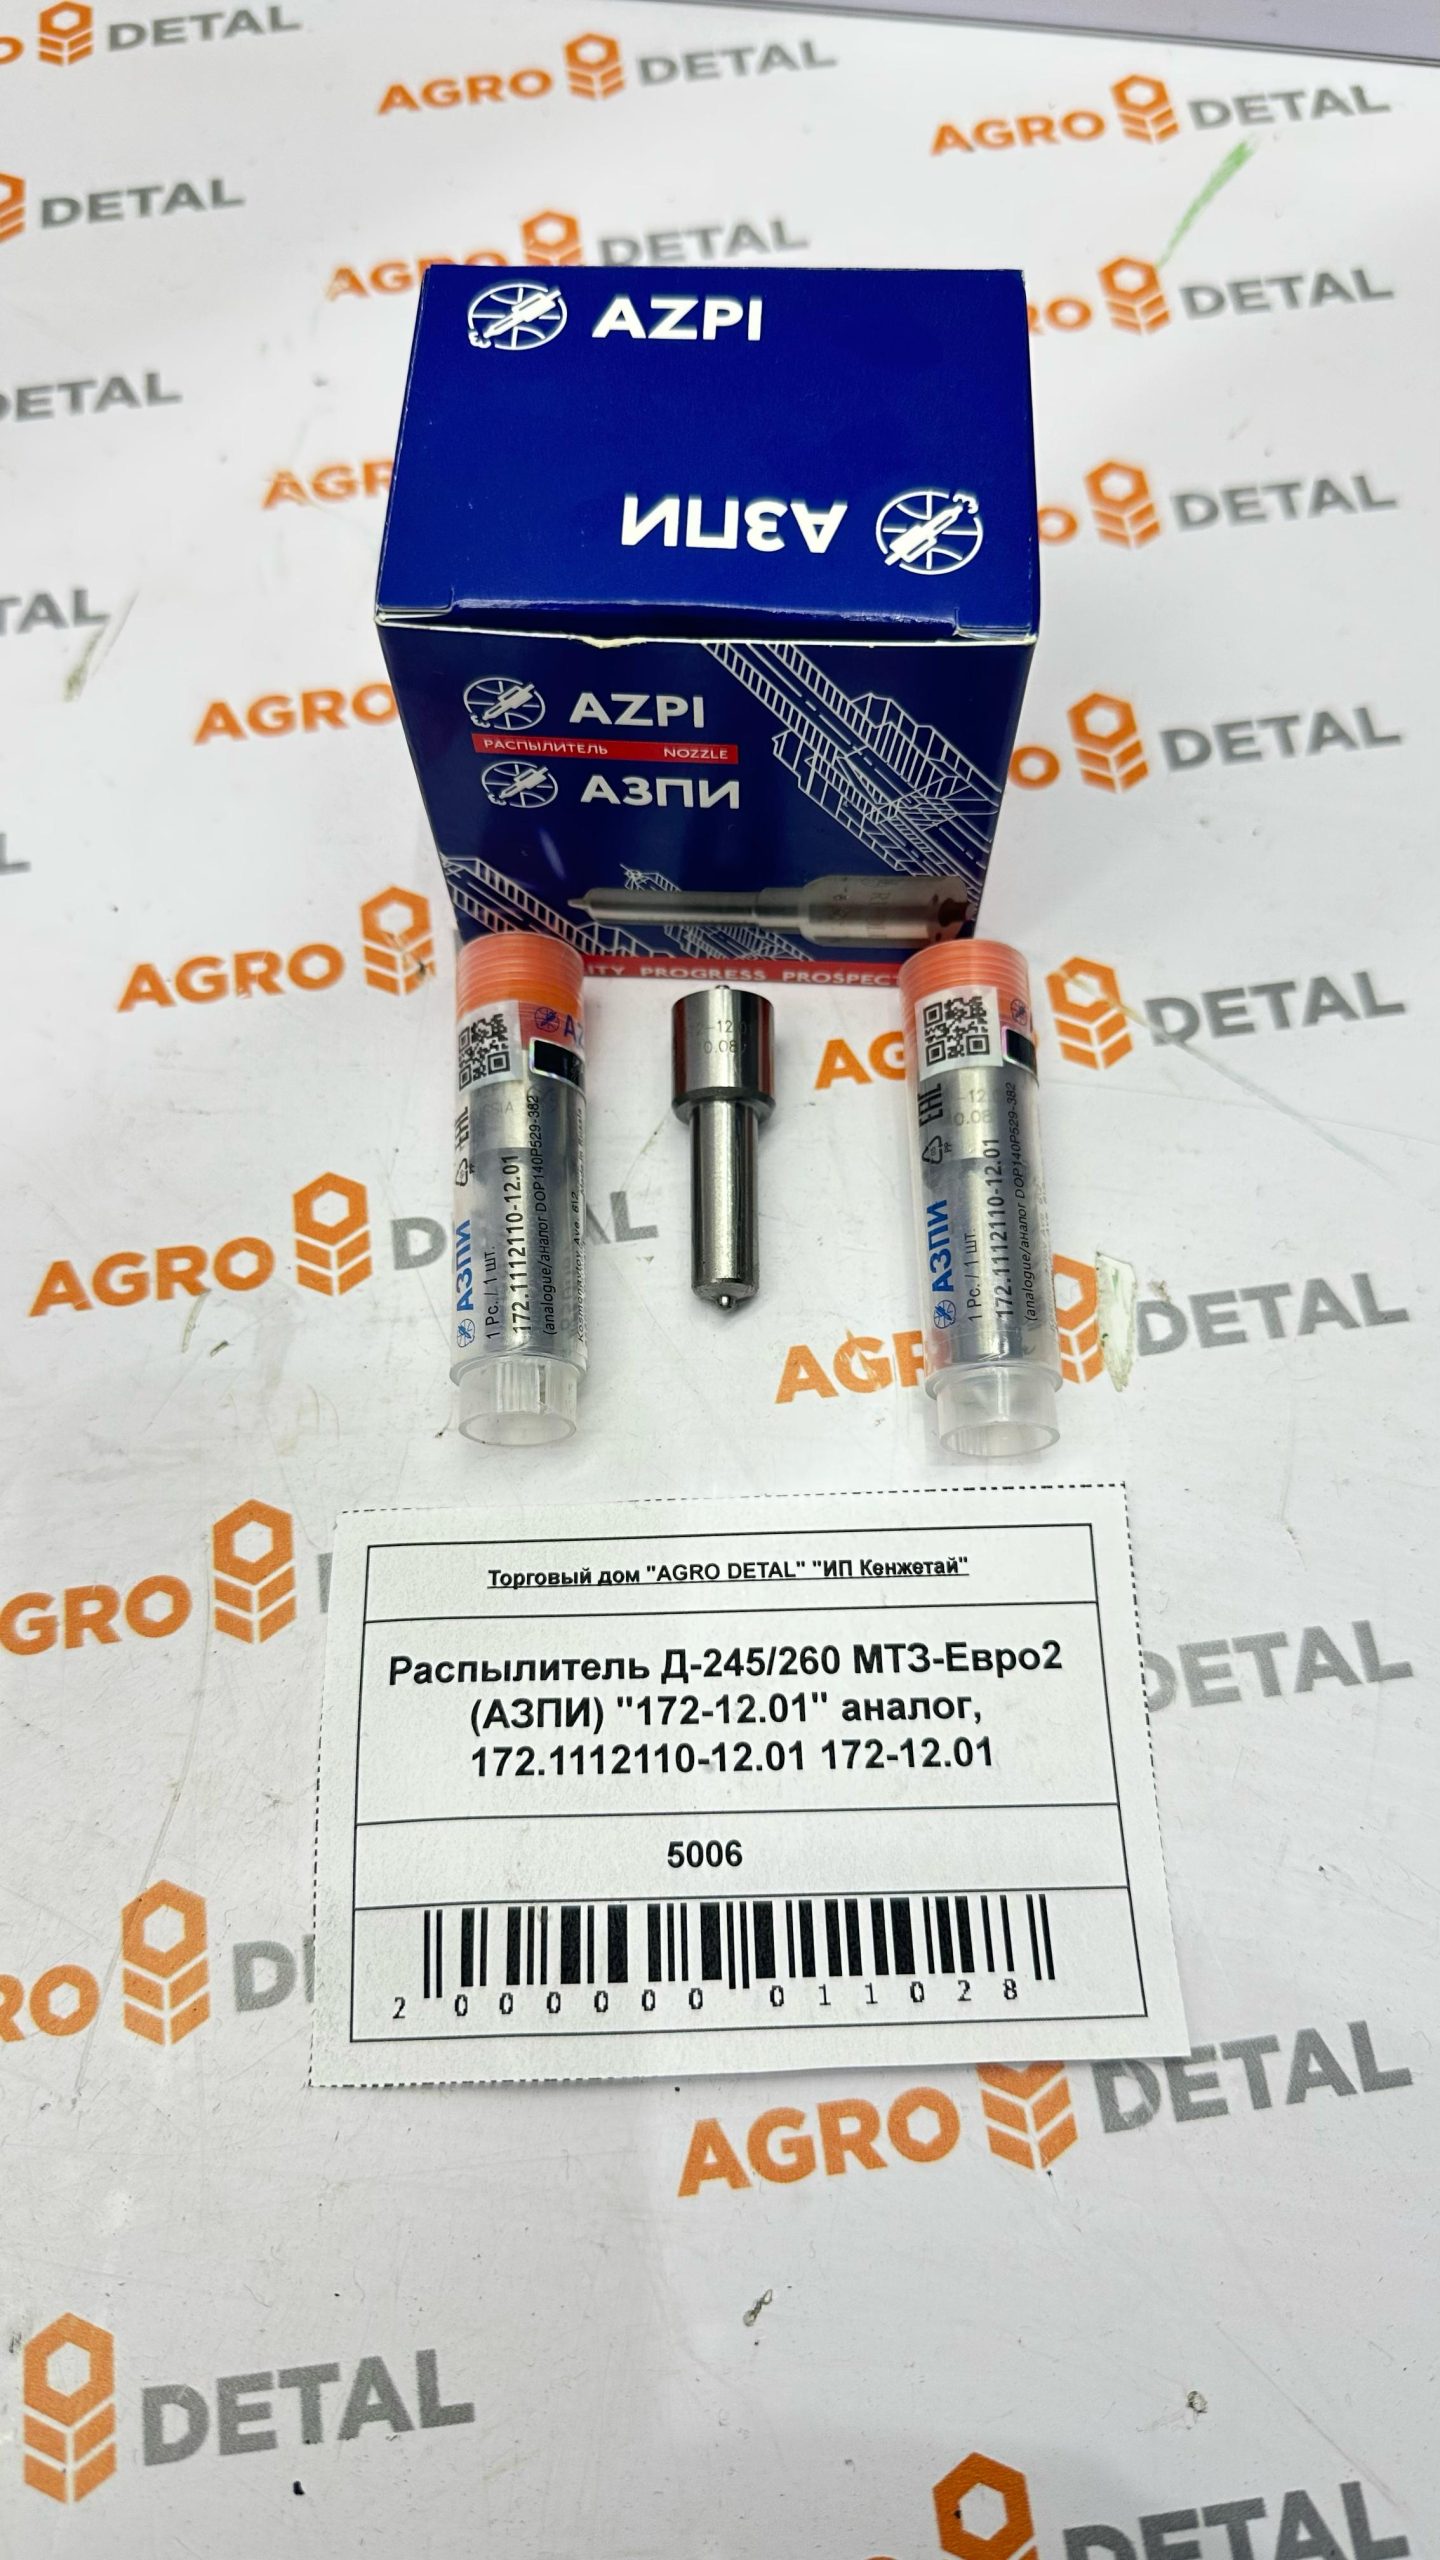 AGRO DETAL
AZPI
АЗПИ
AZPI
РАСПЫЛИТЕЛЬ NOZZLE
АЗПИ
PROGRESS PROSPECT
АЗПИ
1 Pc. / 1 шт.
172.1112110-12.01
(analogue/аналог DOP140P529-382
EAC
АЗПИ
1 Pc. / 1 шт.
172.1112110-12.01
(analogue/аналог DOP140P529-382
Торговый дом "AGRO DETAL" "ИП Кенжетай"
Распылитель Д-245/260 МТЗ-Евро2
(АЗПИ) "172-12.01" аналог,
172.1112110-12.01 172-12.01
5006
2 000000 011028